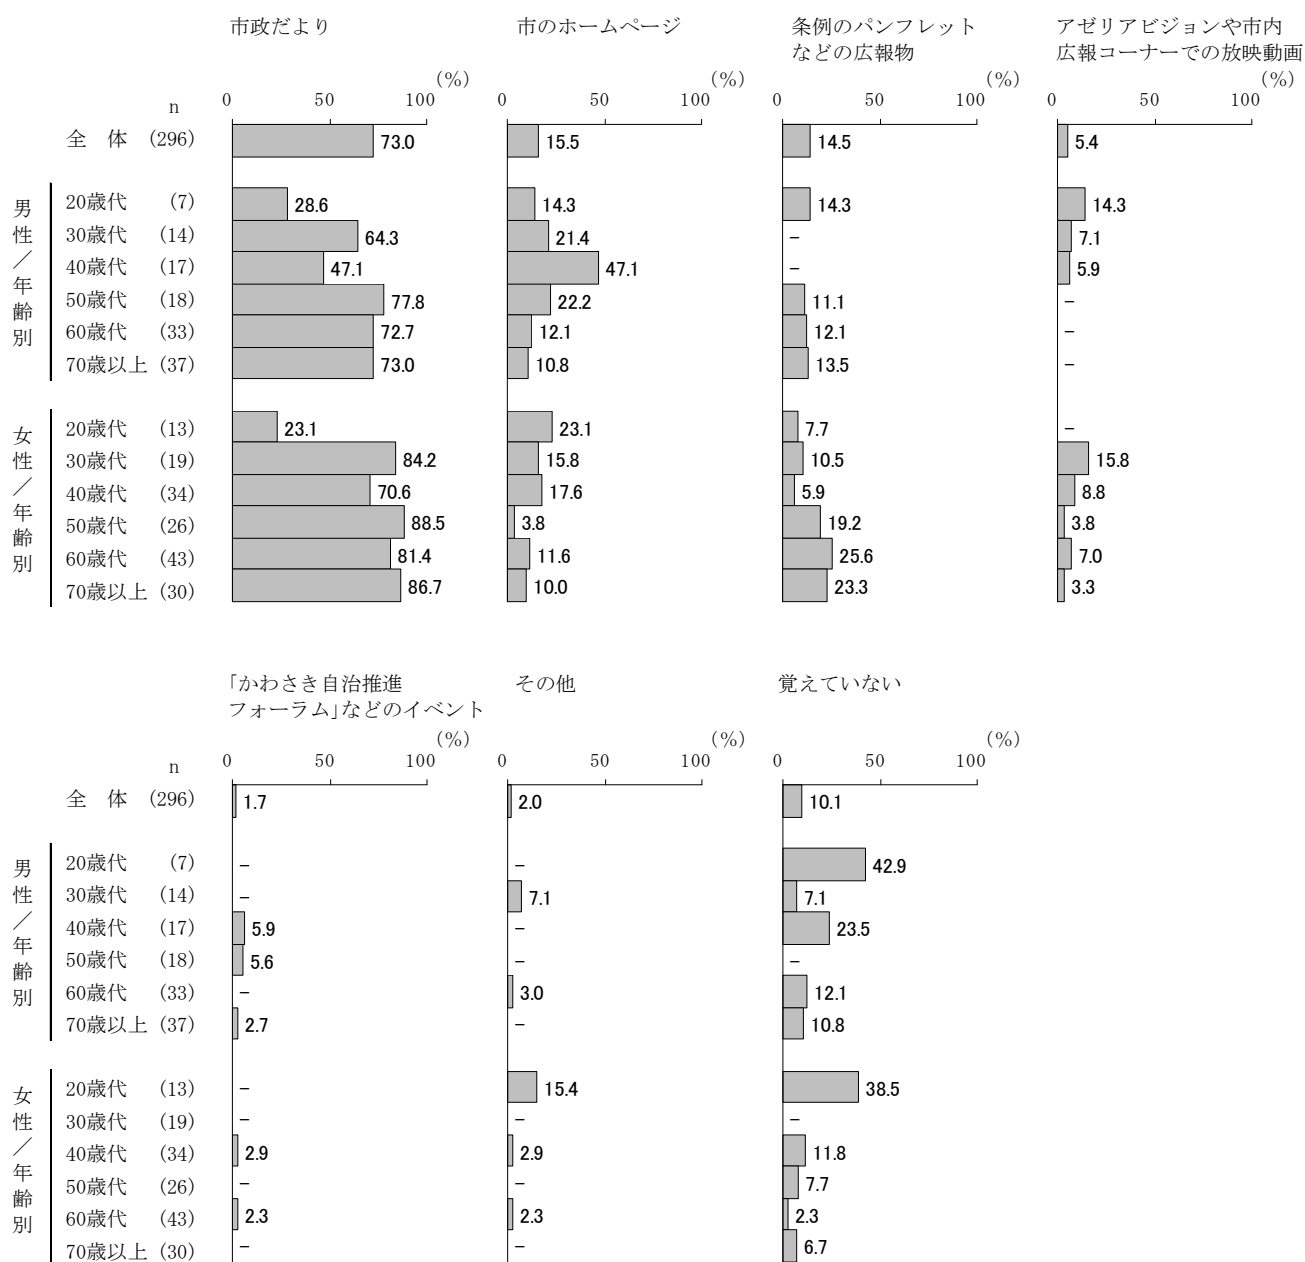 市政だより 市のホームページ 条例のパンフレット アゼリアビジョンや市内
などの広報物 広報コーナーでの放映動画
(%) (%) (%) (%)
n 0 50 100 0 50 100 0 50 100 0 50 100
全 体 (296) 73.0 15.5 14.5 5.4
男性／年齢別
20歳代 (7) 28.6 14.3 14.3 14.3
30歳代 (14) 64.3 21.4 － 7.1
40歳代 (17) 47.1 47.1 － 5.9
50歳代 (18) 77.8 22.2 11.1 －
60歳代 (33) 72.7 12.1 12.1 －
70歳以上 (37) 73.0 10.8 13.5 －
女性／年齢別
20歳代 (13) 23.1 23.1 7.7 －
30歳代 (19) 84.2 15.8 10.5 15.8
40歳代 (34) 70.6 17.6 5.9 8.8
50歳代 (26) 88.5 3.8 19.2 3.8
60歳代 (43) 81.4 11.6 25.6 7.0
70歳以上 (30) 86.7 10.0 23.3 3.3
「かわさき自治推進 その他 覚えていない
フォーラム」などのイベント
(%) (%) (%)
n 0 50 100 0 50 100 0 50 100
全 体 (296) 1.7 2.0 10.1
男性／年齢別
20歳代 (7) － － 42.9
30歳代 (14) － 7.1 7.1
40歳代 (17) 5.9 － 23.5
50歳代 (18) 5.6 － －
60歳代 (33) － 3.0 12.1
70歳以上 (37) 2.7 － 10.8
女性／年齢別
20歳代 (13) － 15.4 38.5
30歳代 (19) － － －
40歳代 (34) 2.9 2.9 11.8
50歳代 (26) － － 7.7
60歳代 (43) 2.3 2.3 2.3
70歳以上 (30) － － 6.7